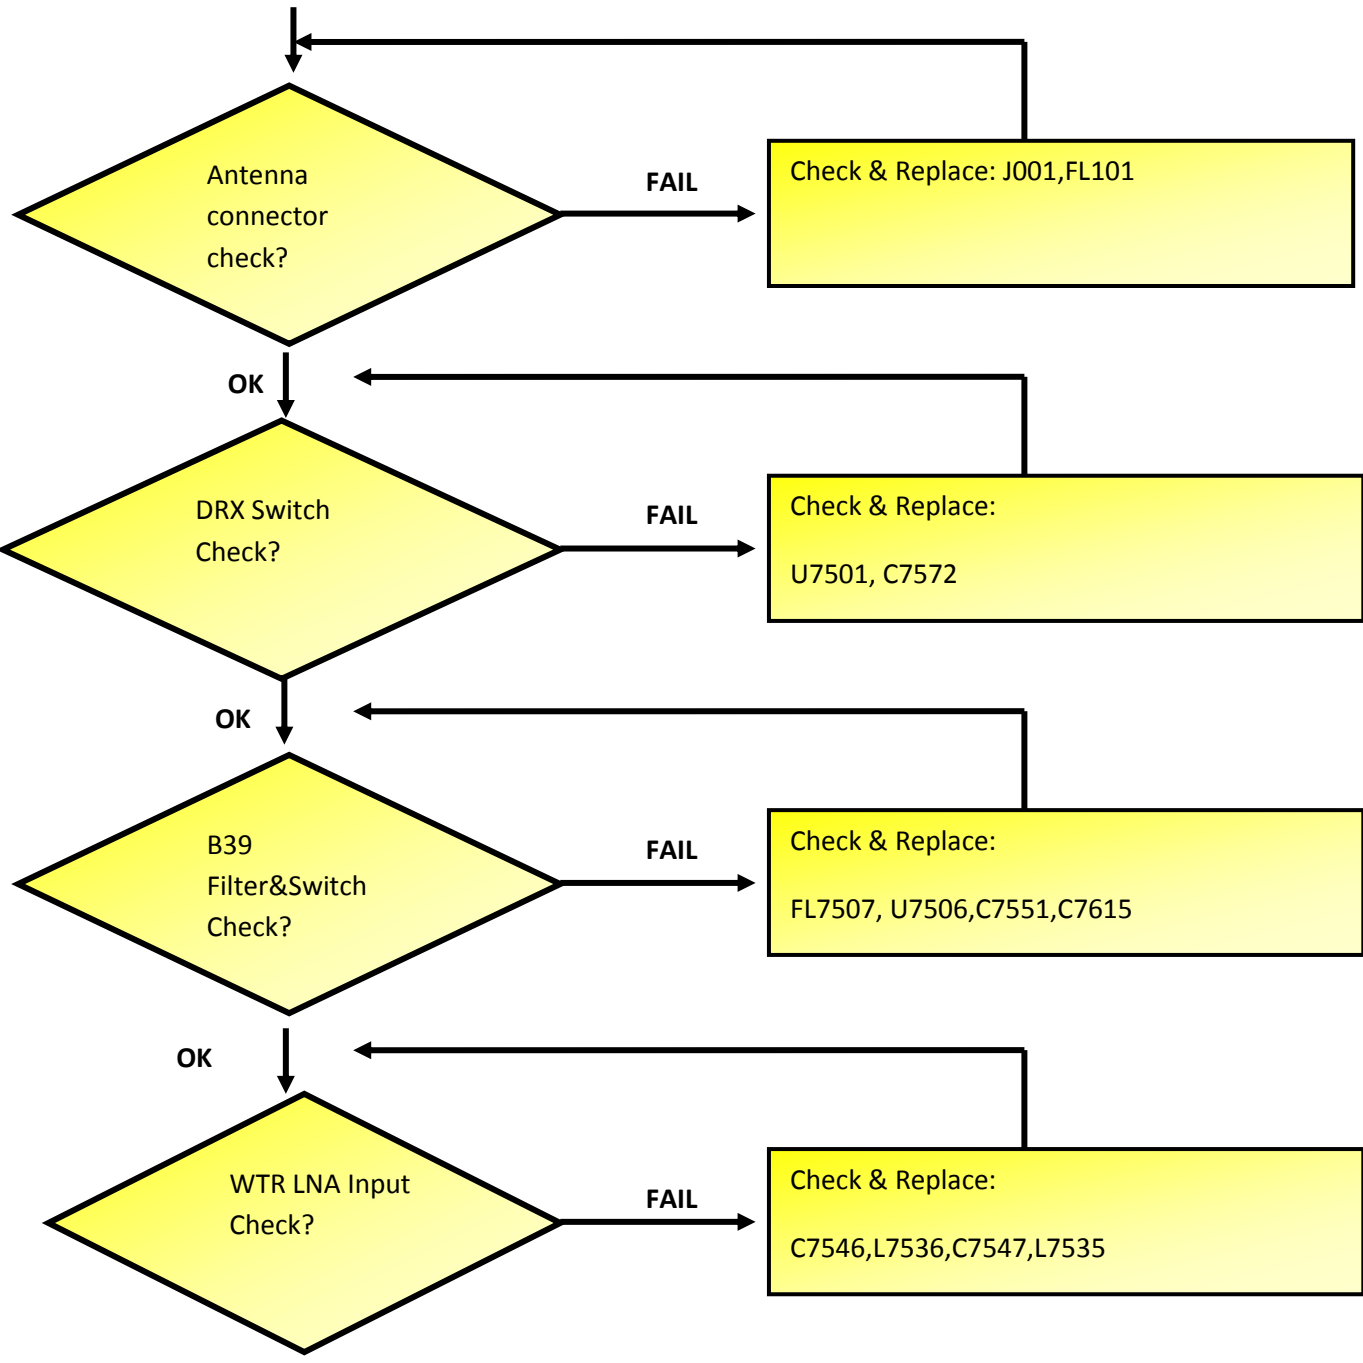 Antenna
connector
check?
FAIL
Check & Replace: J001,FL101
OK
DRX Switch
Check?
FAIL
Check & Replace:
U7501, C7572
OK
B39
Filter&Switch
Check?
FAIL
Check & Replace:
FL7507, U7506,C7551,C7615
OK
WTR LNA Input
Check?
FAIL
Check & Replace:
C7546,L7536,C7547,L7535